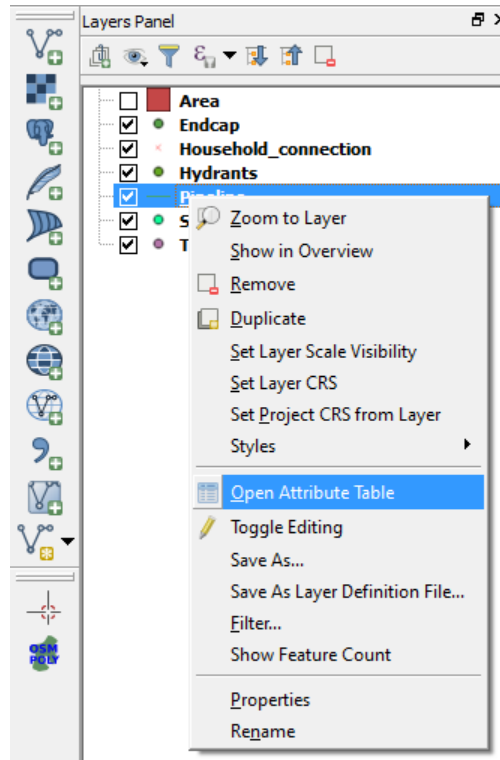 Layers Panel
Area
Endcap
Household_connection
Hydrants
Pipeline
S
T
Zoom to Layer
Show in Overview
Remove
Duplicate
Set Layer Scale Visibility
Set Layer CRS
Set Project CRS from Layer
Styles
Open Attribute Table
Toggle Editing
Save As...
Save As Layer Definition File...
Filter...
Show Feature Count
Properties
Rename
OSM
POLY